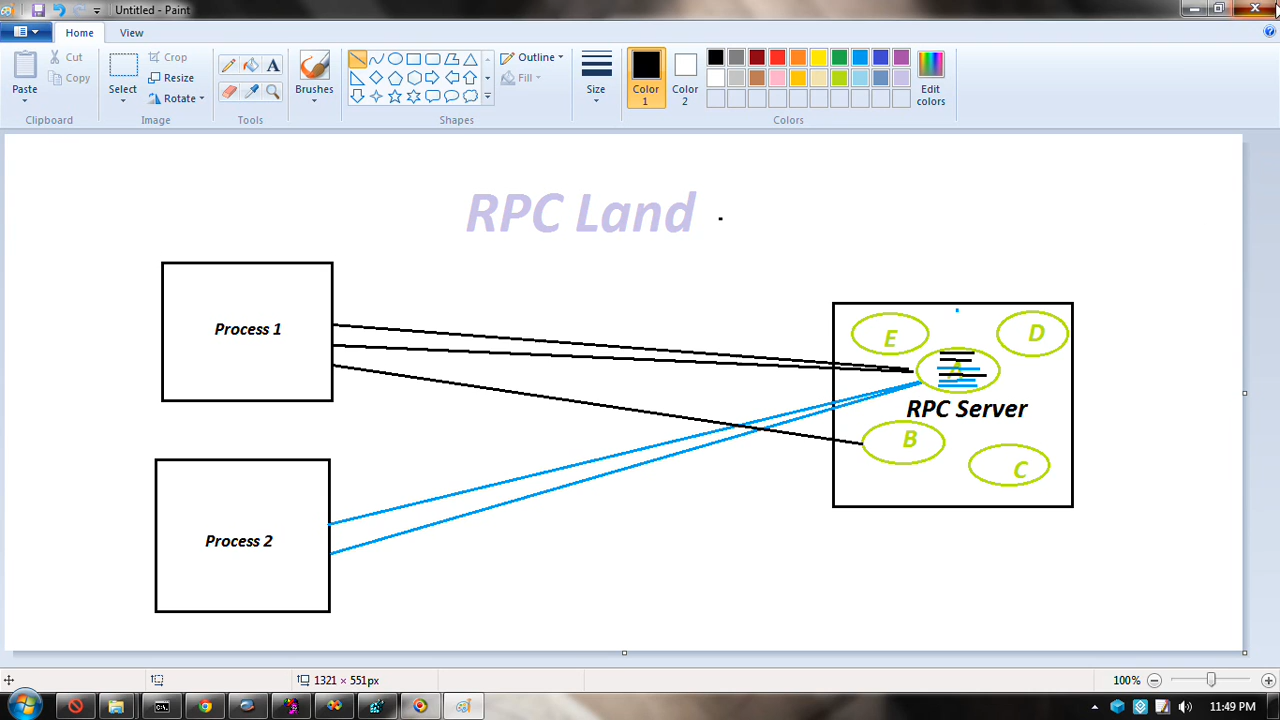 Untitled - Paint
Home
View
Paste
Cut
Copy
Clipboard
Select
Crop
Resize
Rotate
Image
A
Tools
Brushes
Outline
Fill
Shapes
Size
Color
1
Color
2
Edit
colors
Colors
RPC Land
Process 1
E
D
A
RPC Server
B
C
Process 2
1321 × 551px
100%
11:49 PM